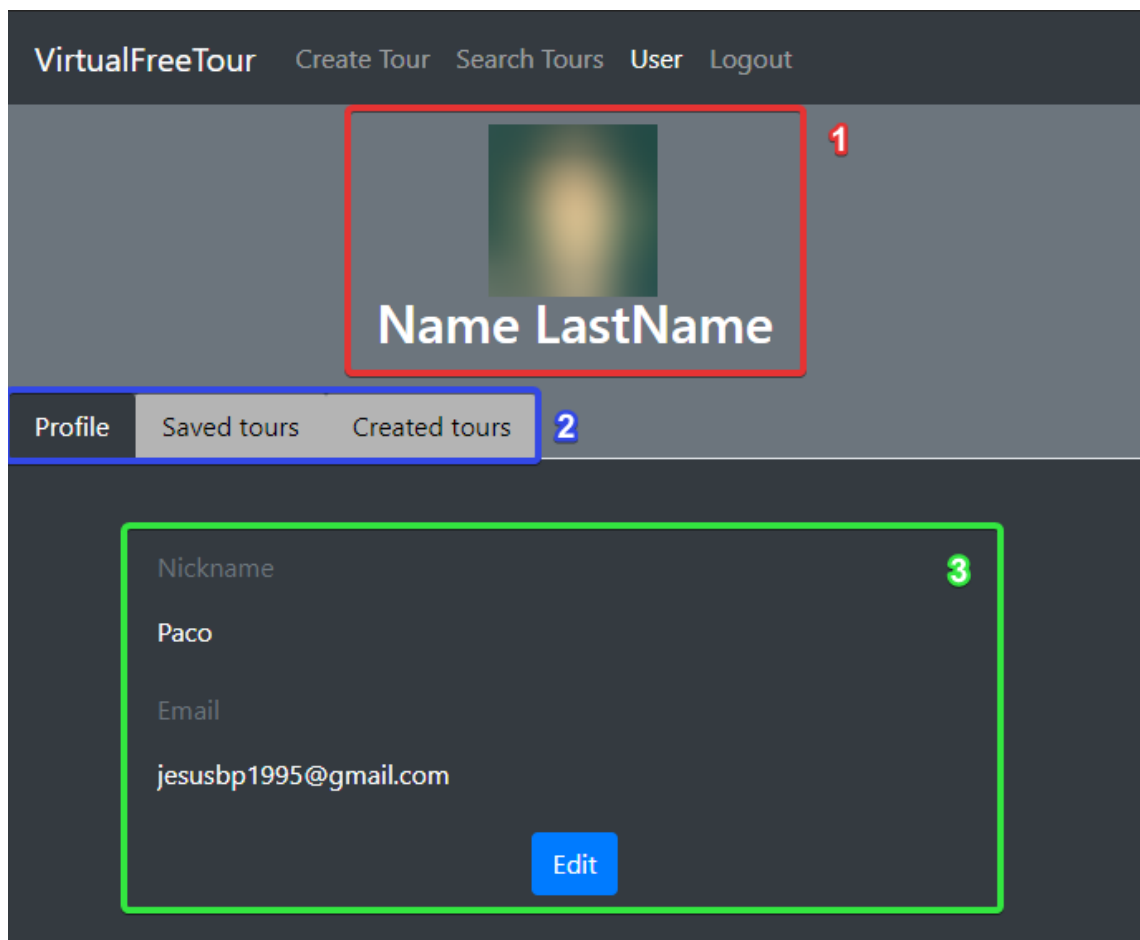 VirtualFreeTour Create Tour Search Tours User Logout
1
Name LastName
Profile Saved tours Created tours 2
Nickname 3
Paco
Email
jesusbp1995@gmail.com
Edit